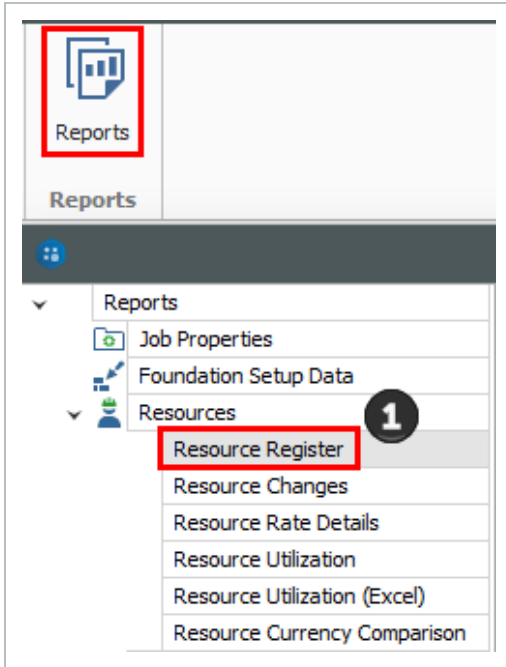 Reports
Reports
Reports
Job Properties
Foundation Setup Data
Resources
1
Resource Register
Resource Changes
Resource Rate Details
Resource Utilization
Resource Utilization (Excel)
Resource Currency Comparison